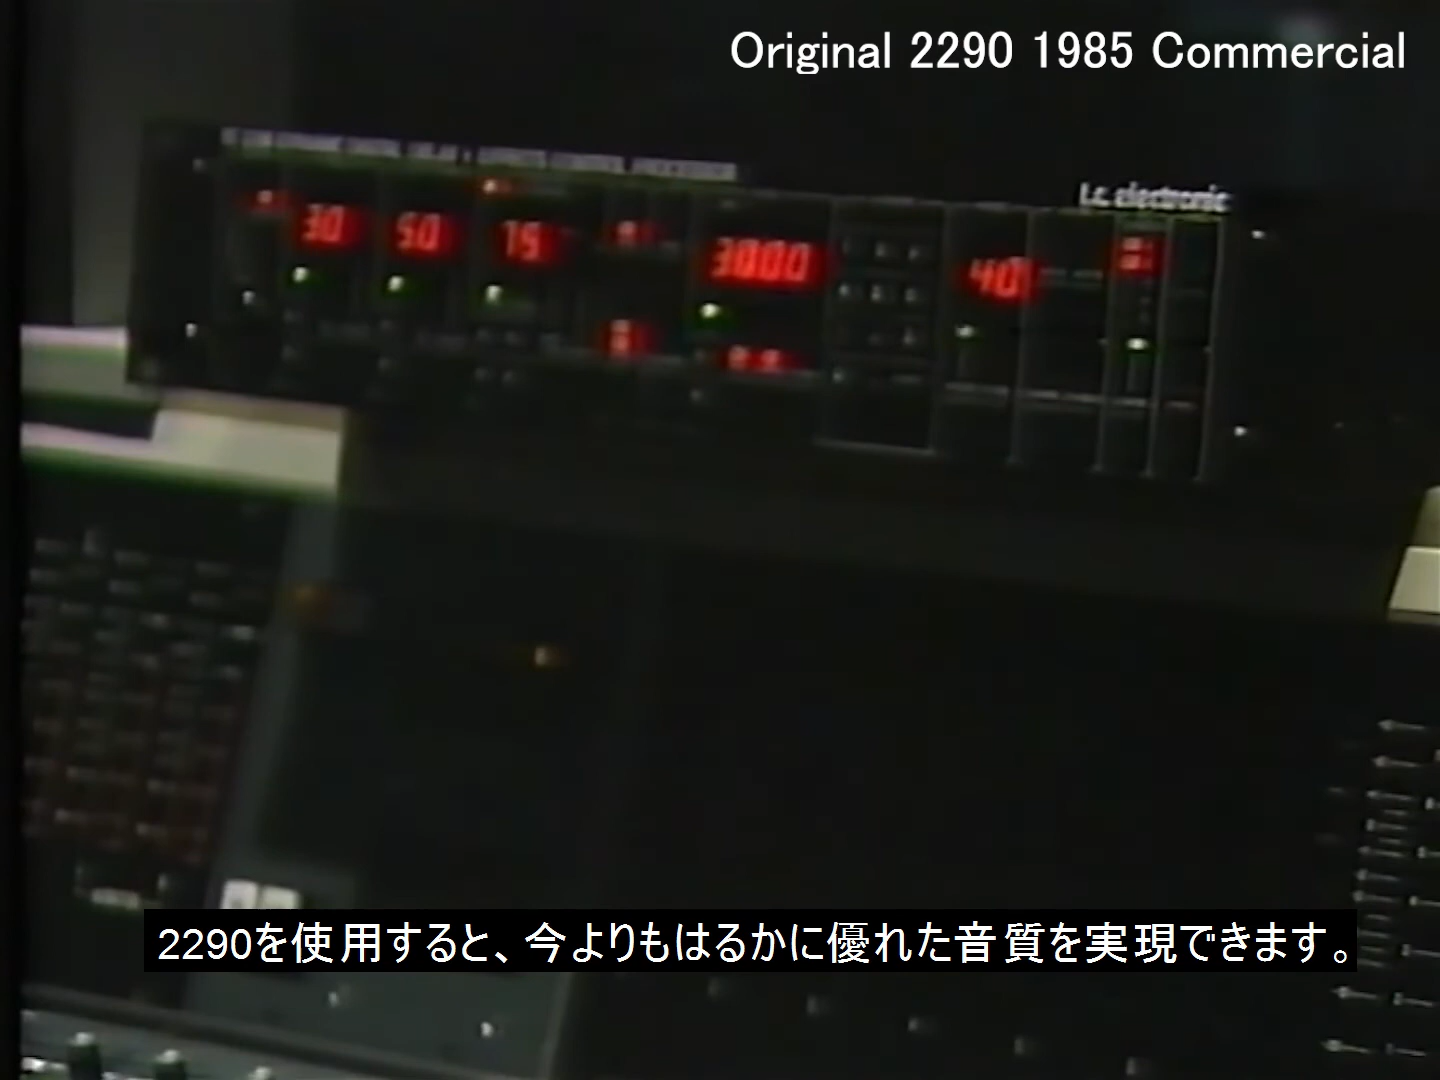 Original 2290 1985 Commercial
t.c. electronic
30 50 75 3000 40
2290を使用すると、今よりもはるかに優れた音質を実現できます。